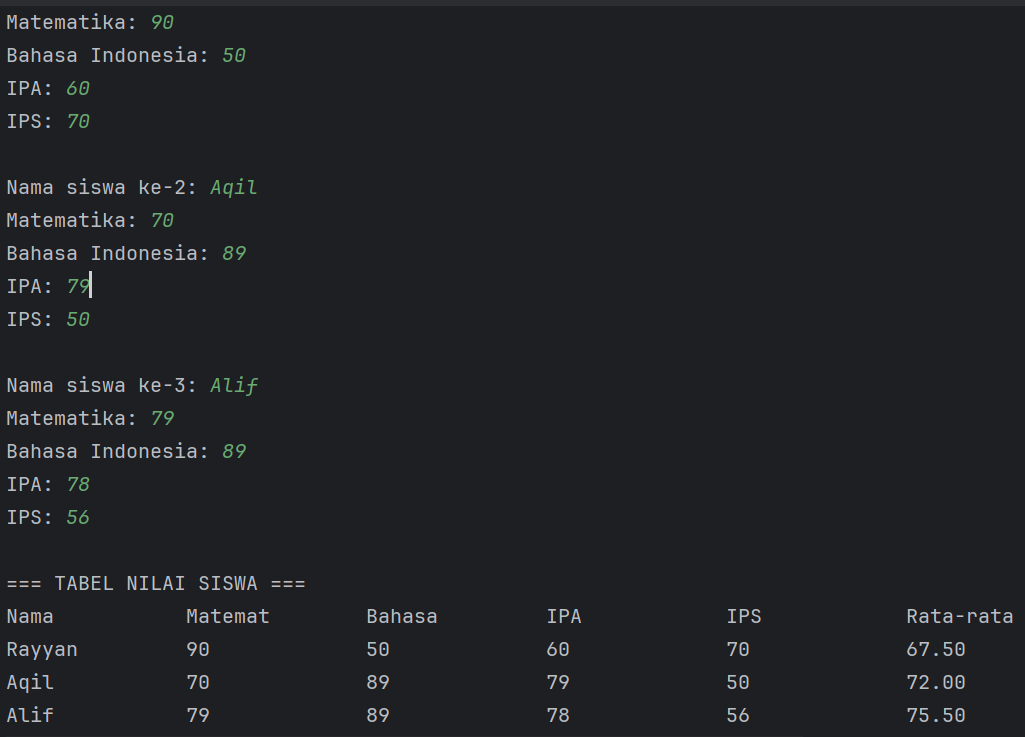 Matematika: 90
Bahasa Indonesia: 50
IPA: 60
IPS: 70
Nama siswa ke-2: Aqil
Matematika: 70
Bahasa Indonesia: 89
IPA: 79
IPS: 50
Nama siswa ke-3: Alif
Matematika: 79
Bahasa Indonesia: 89
IPA: 78
IPS: 56
=== TABEL NILAI SISWA ===
Nama Matemat Bahasa IPA IPS Rata-rata
Rayyan 90 50 60 70 67.50
Aqil 70 89 79 50 72.00
Alif 79 89 78 56 75.50